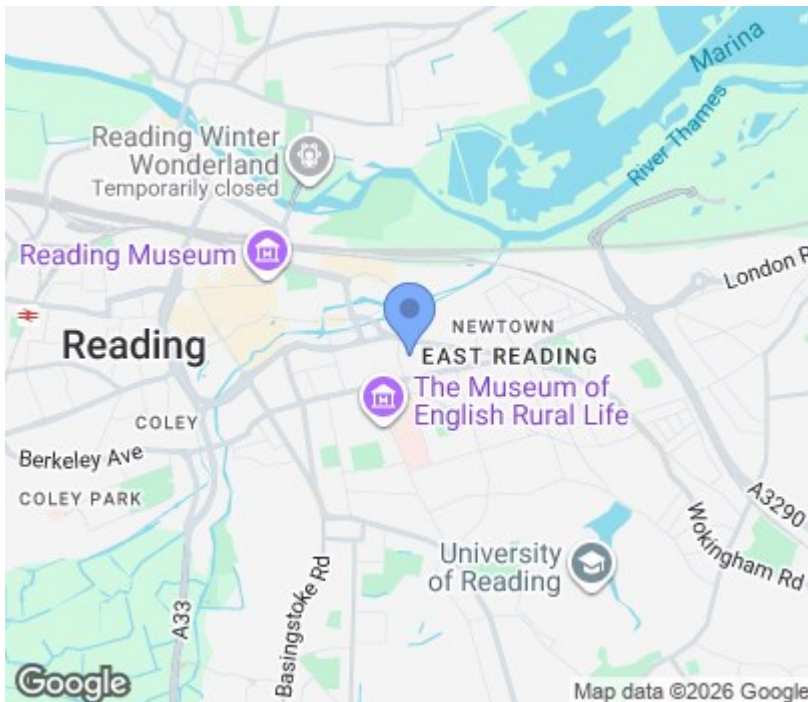 Marina
River Thames
Reading Winter
Wonderland
Temporarily closed
Reading Museum
London R
Reading
NEWTOWN
EAST READING
The Museum of
English Rural Life
COLEY
Berkeley Ave
COLEY PARK
A3290
Wokingham Rd
University
of Reading
A33
Basingstoke Rd
Google
Map data ©2026 Google